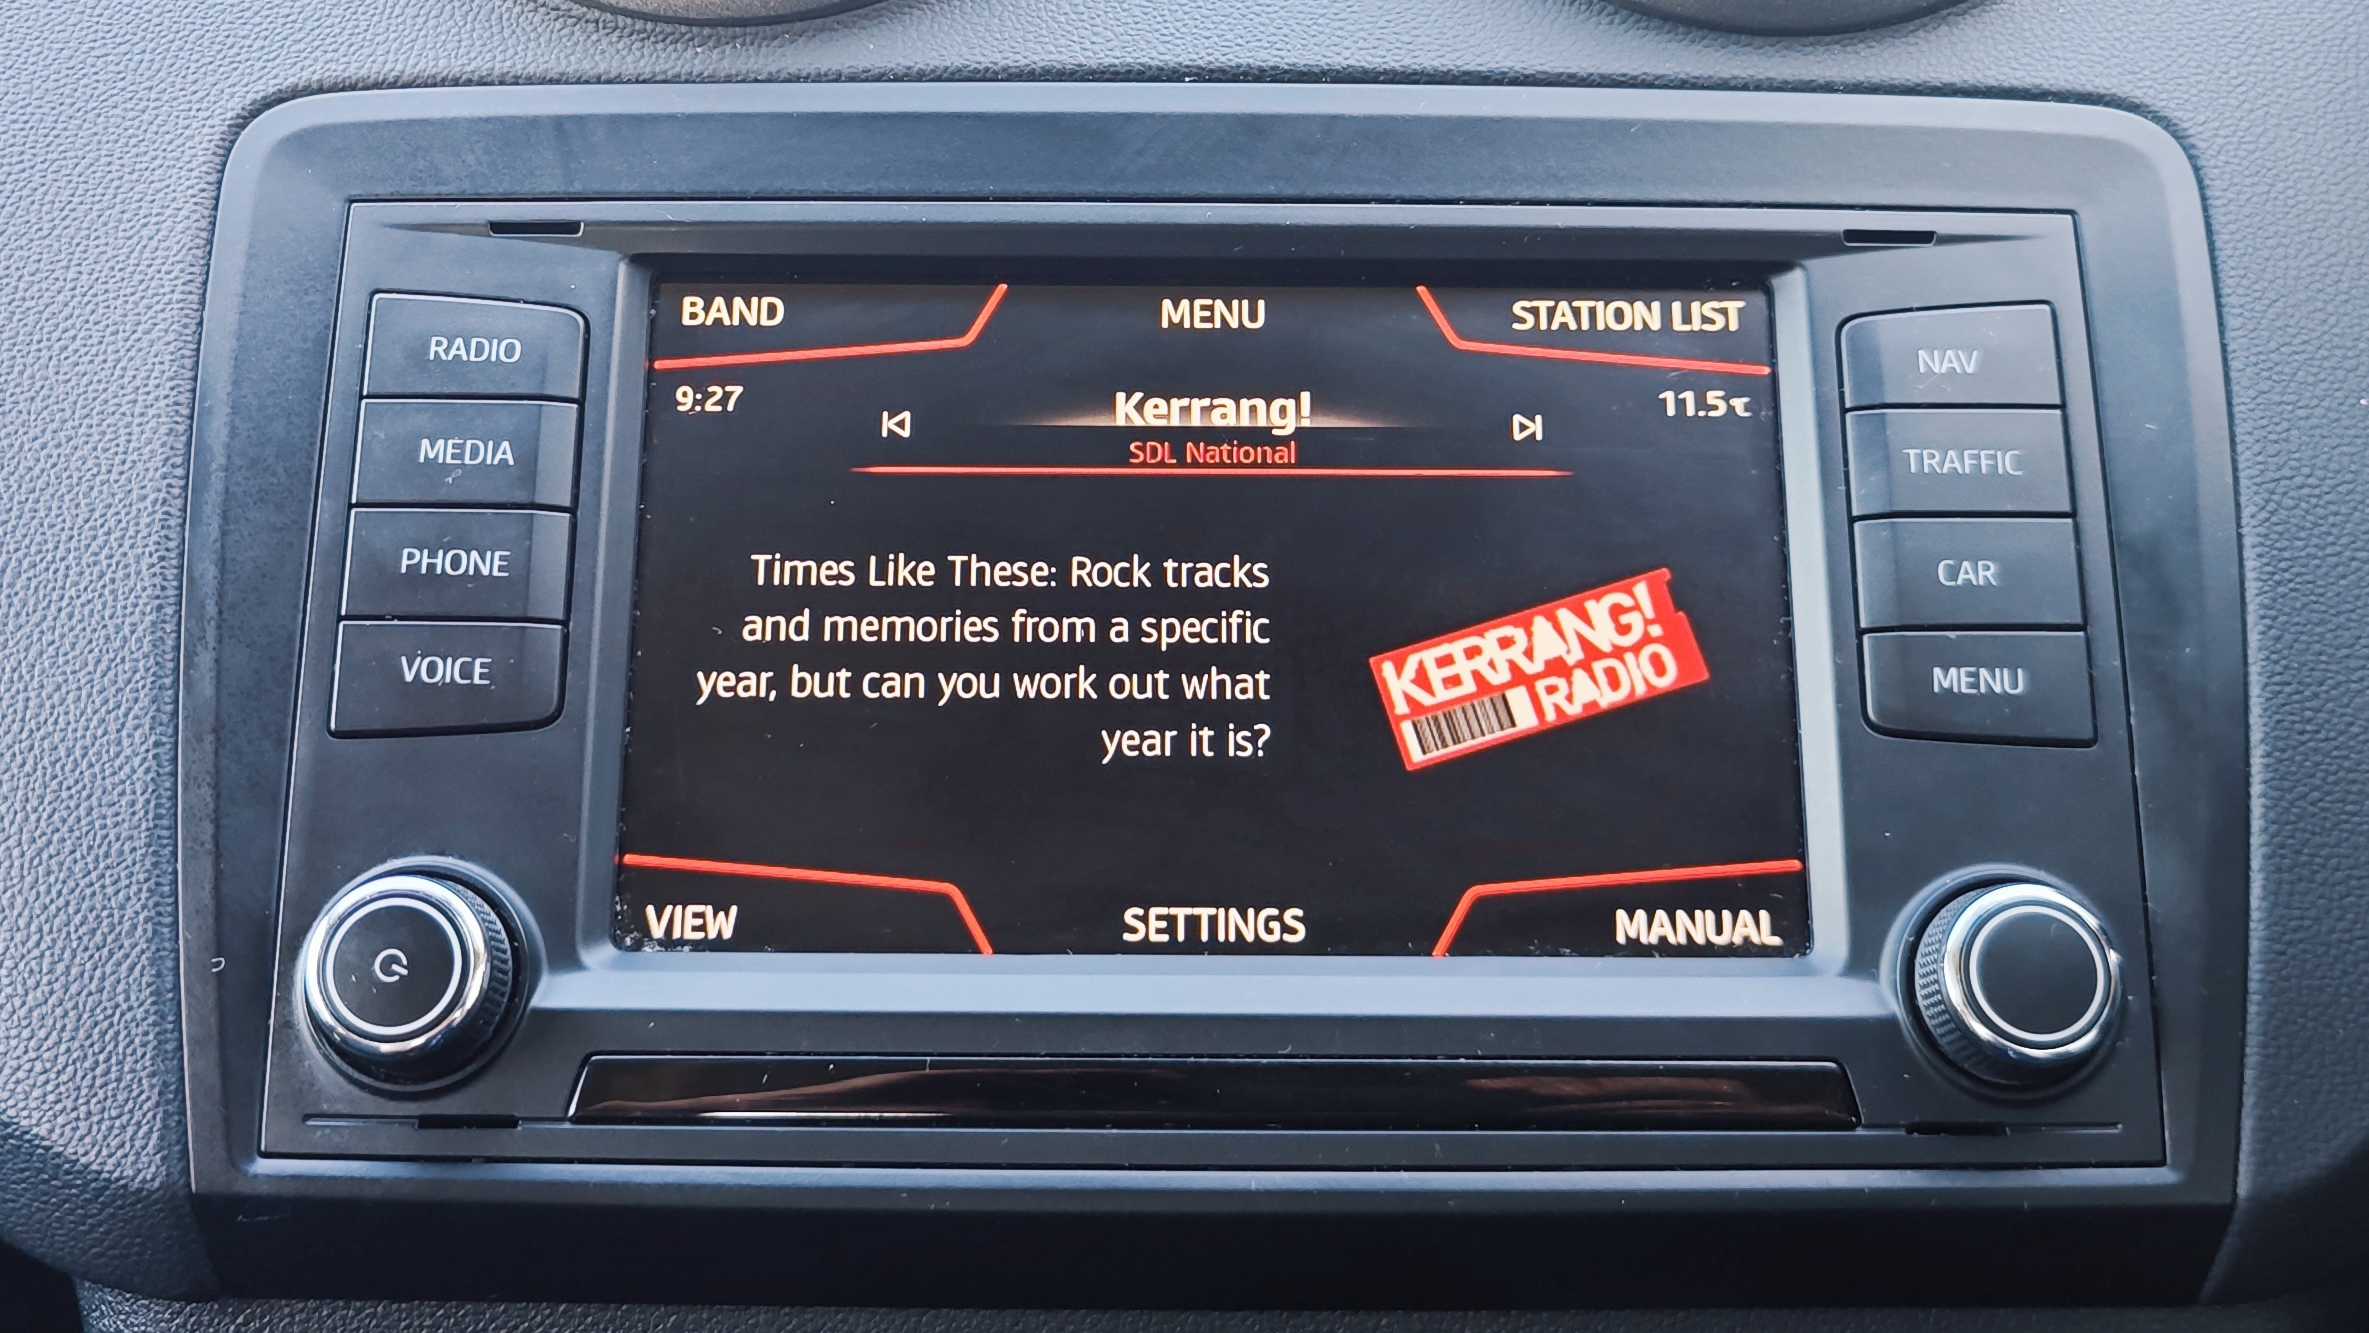 BAND
MENU
STATION LIST
RADIO
MEDIA
PHONE
VOICE
9:27
Kerrang!
SDL National
11.5℃
Times Like These: Rock tracks
and memories from a specific
year, but can you work out what
year it is?
KERRANG!
RADIO
NAV
TRAFFIC
CAR
MENU
VIEW
SETTINGS
MANUAL